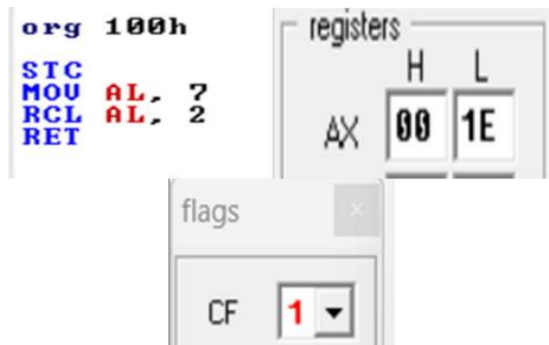 org 100h
STC
MOV AL, 7
RCL AL, 2
RET
registers
H L
AX 00 1E
flags ×
CF 1